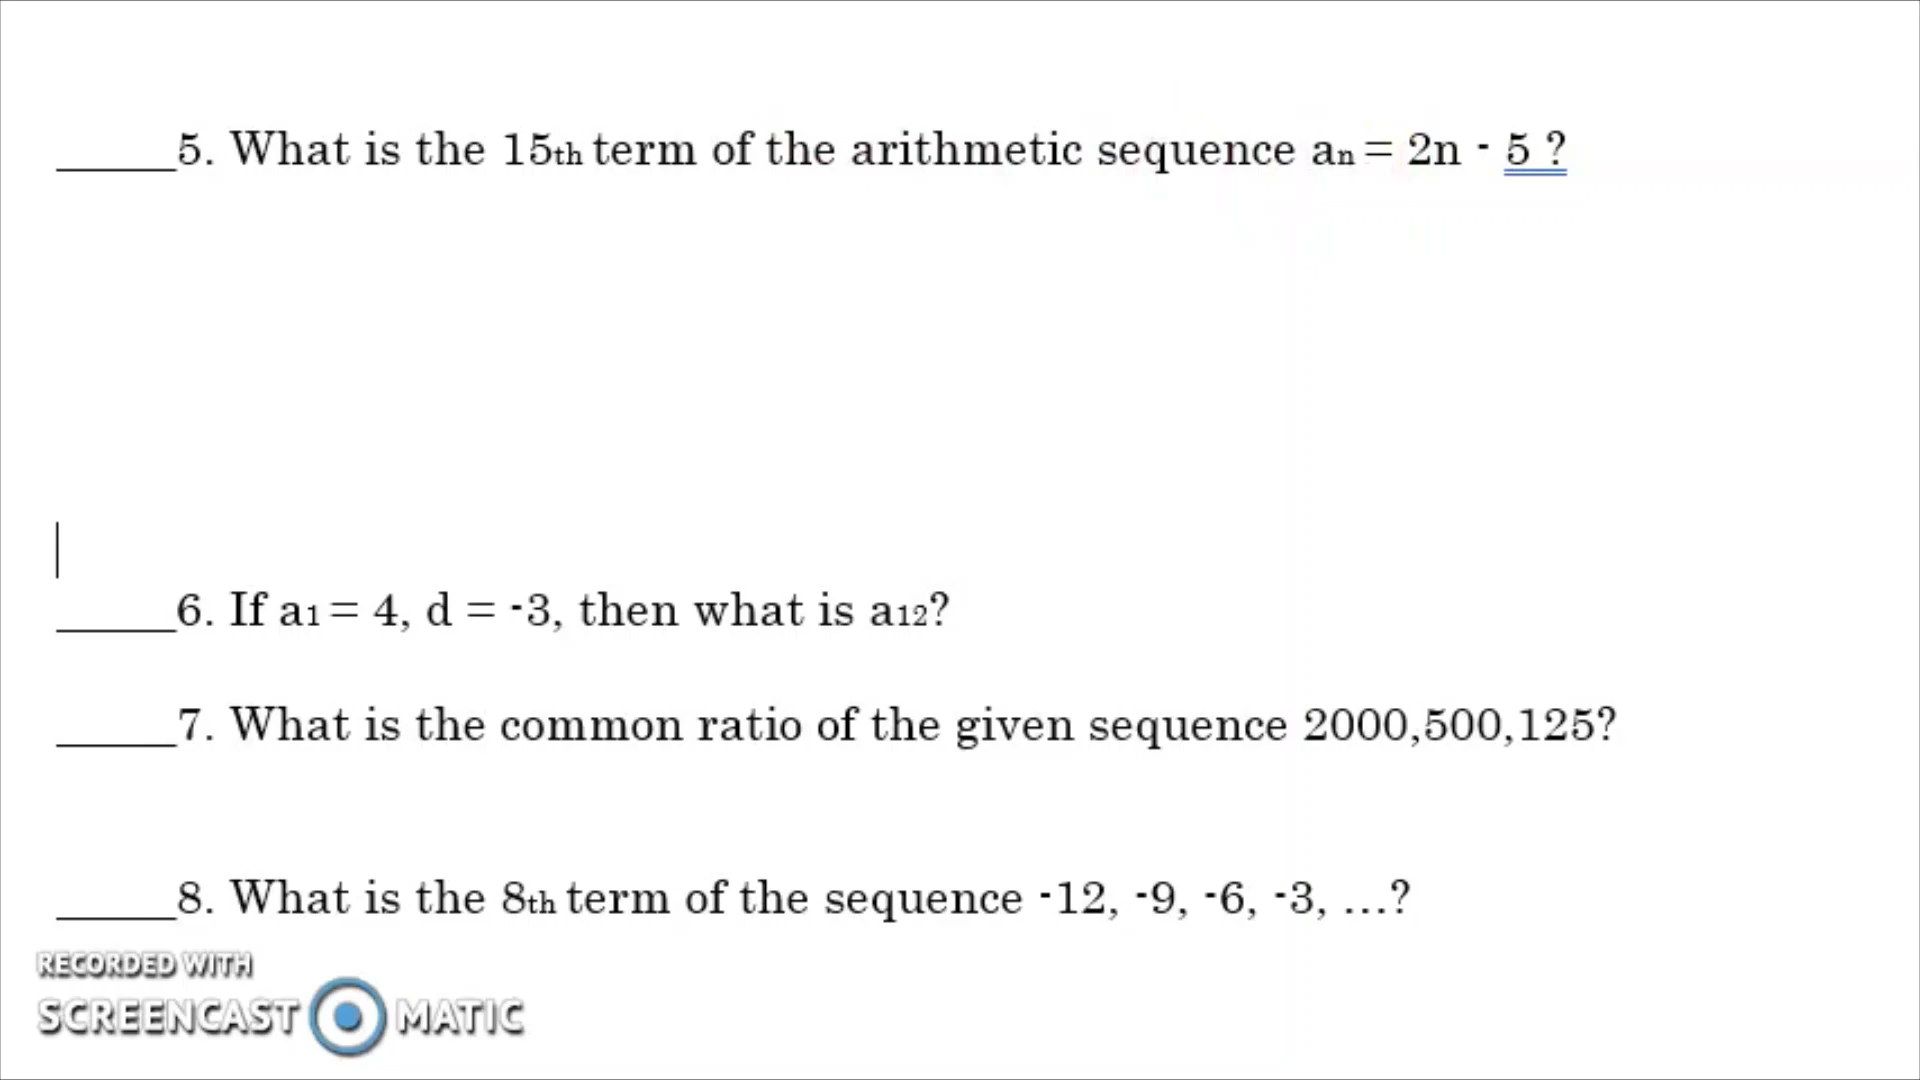 _____5. What is the 15th term of the arithmetic sequence an = 2n - 5 ?
_____6. If a1 = 4, d = -3, then what is a12?
_____7. What is the common ratio of the given sequence 2000,500,125?
_____8. What is the 8th term of the sequence -12, -9, -6, -3, …?
RECORDED WITH
SCREENCAST MATIC